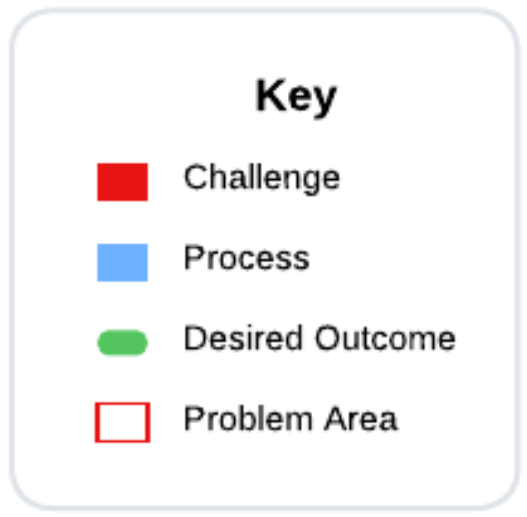 Key
Challenge
Process
Desired Outcome
Problem Area